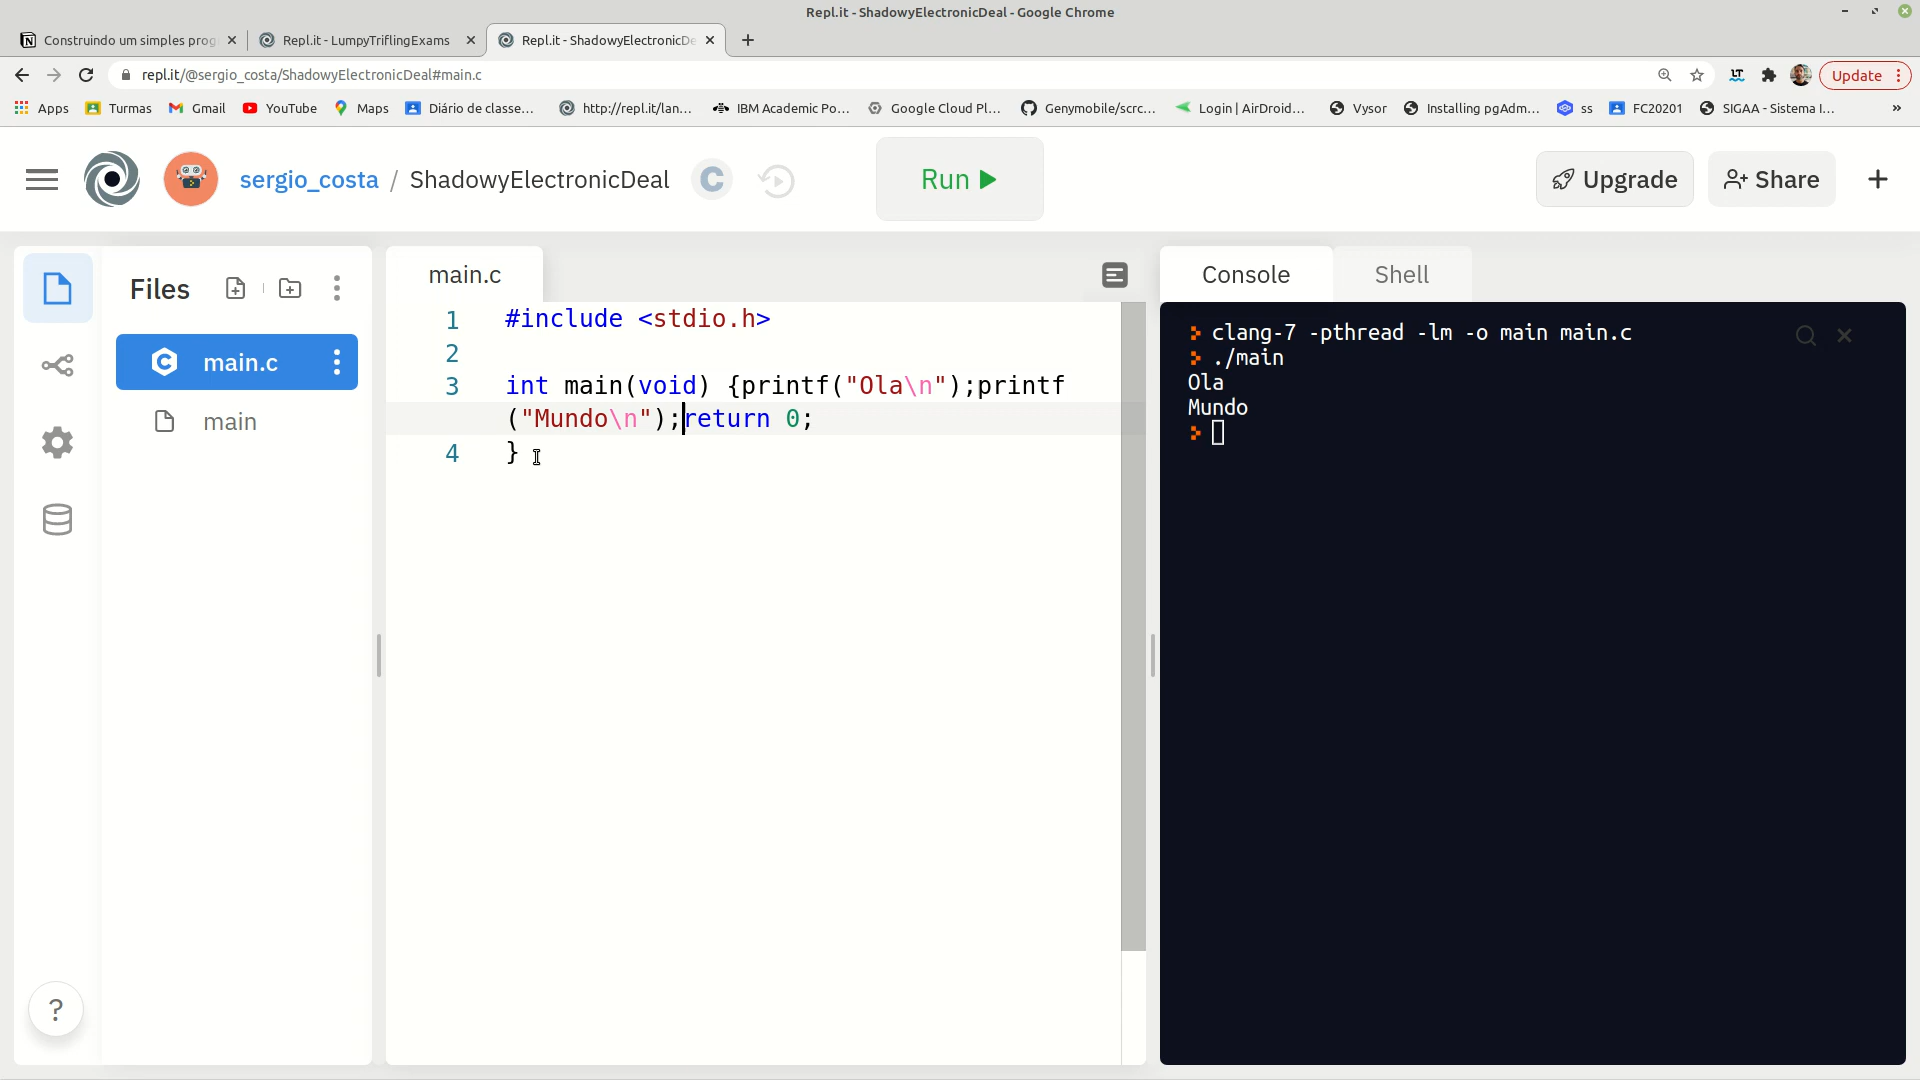 Repl.it - ShadowyElectronicDeal - Google Chrome
Construindo um simples prog
Repl.it - LumpyTriflingExams
Repl.it - ShadowyElectronicDe
repl.it/@sergio_costa/ShadowyElectronicDeal#main.c
Update
Apps Turmas Gmail YouTube Maps Diário de classe... http://repl.it/lan... IBM Academic Po... Google Cloud Pl... Genymobile/scrc... Login | AirDroid... Vysor Installing pgAdm... ss FC20201 SIGAA - Sistema I... »
sergio_costa / ShadowyElectronicDeal C
Run
Upgrade
Share
Files
main.c
main
main.c
1 #include <stdio.h>
2
3 int main(void) {printf("Ola\n");printf
("Mundo\n");return 0;
4 }
Console Shell
clang-7 -pthread -lm -o main main.c
./main
Ola
Mundo
?